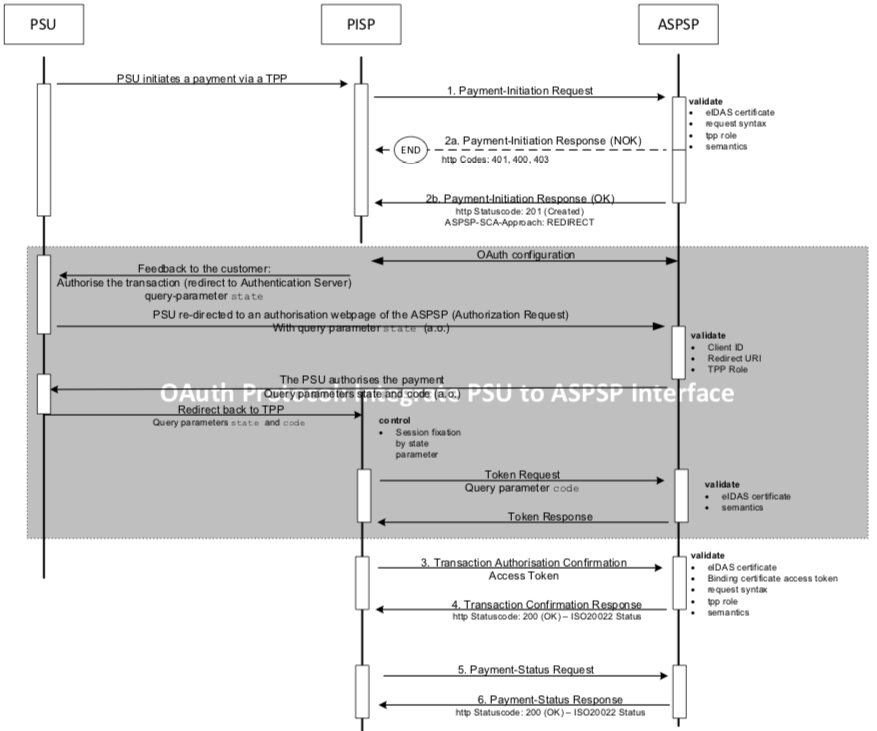 PSU
PISP
ASPSP
PSU initiates a payment via a TPP
1. Payment-Initiation Request
validate
• eIDAS certificate
• request syntax
• tpp role
• semantics
END
2a. Payment-Initiation Response (NOK)
http Codes: 401, 400, 403
2b. Payment-Initiation Response (OK)
http Statuscode: 201 (Created)
ASPSP-SCA-Approach: REDIRECT
OAuth configuration
Feedback to the customer:
Authorise the transaction (redirect to Authentication Server)
query-parameter state
PSU re-directed to an authorisation webpage of the ASPSP (Authorization Request)
With query parameter state (a.o.)
validate
• Client ID
• Redirect URI
• TPP Role
The PSU authorises the payment
OAuth Protocol: Integrate PSU to ASPSP Interface
Query parameters state and code (a.o.)
Redirect back to TPP
Query parameters state and code
control
• Session fixation
by state
parameter
Token Request
Query parameter code
validate
• eIDAS certificate
• semantics
Token Response
3. Transaction Authorisation Confirmation
Access Token
validate
• eIDAS certificate
• Binding certificate access token
• request syntax
• tpp role
• semantics
4. Transaction Confirmation Response
http Statuscode: 200 (OK) – ISO20022 Status
5. Payment-Status Request
6. Payment-Status Response
http Statuscode: 200 (OK) – ISO20022 Status